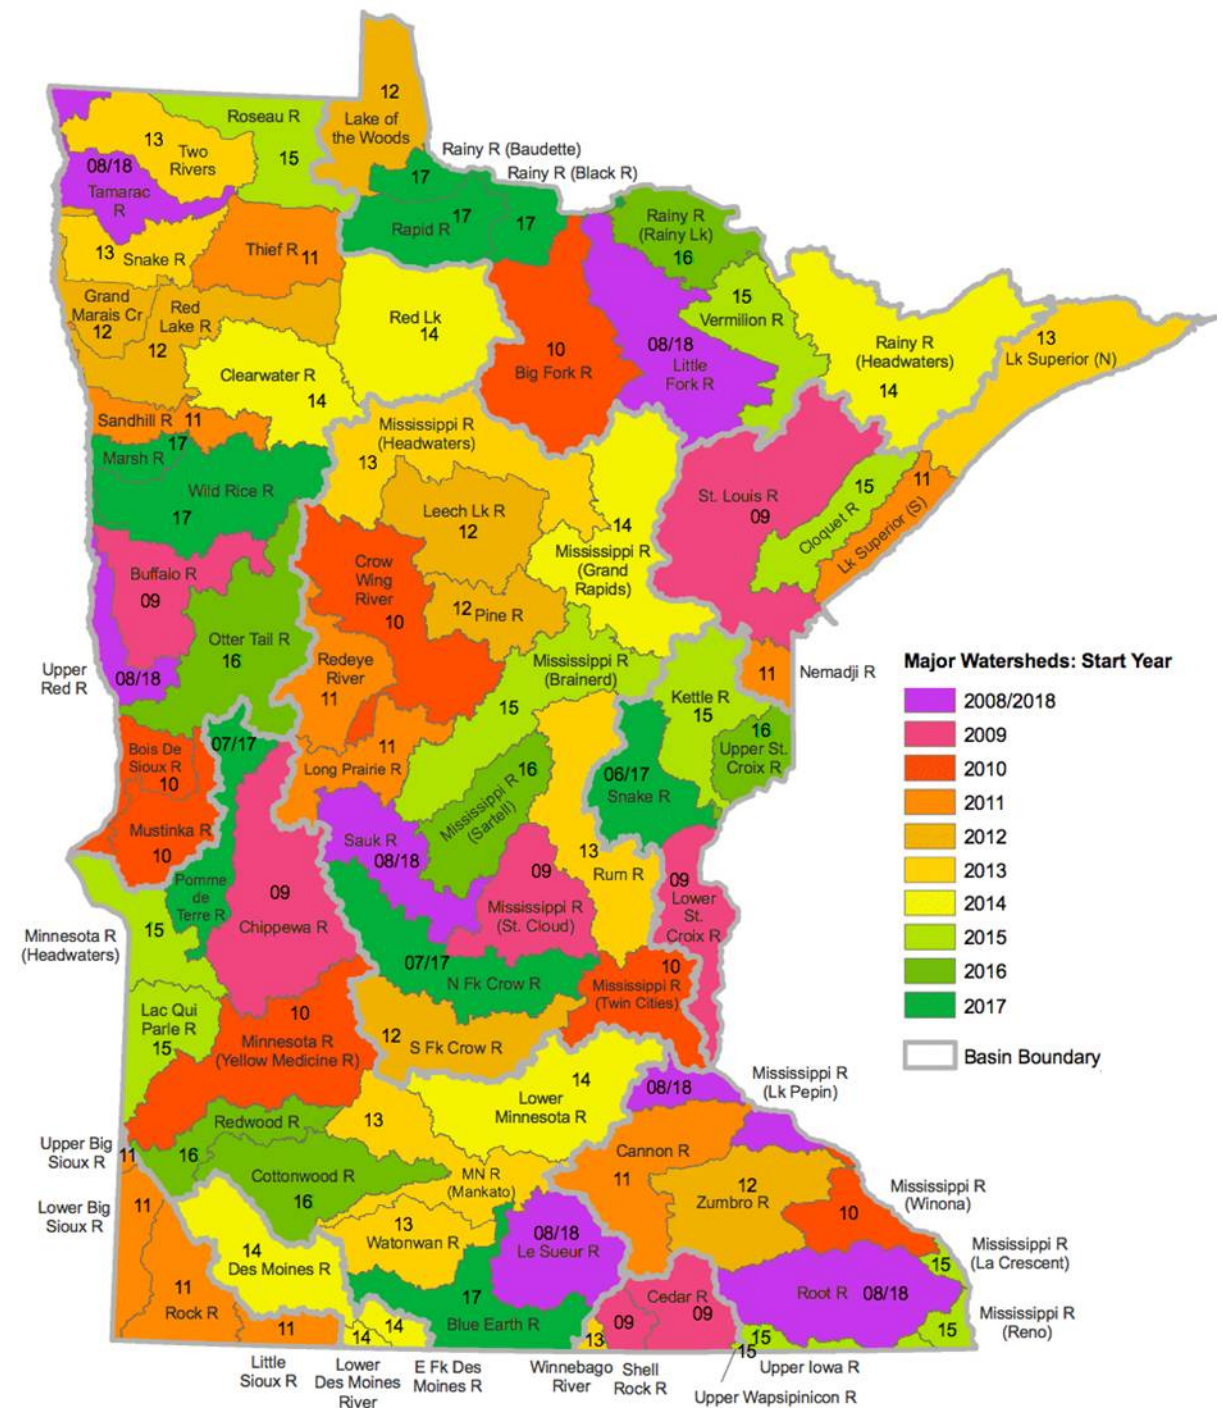 12
Lake of
the Woods
Roseau R
15
13
Two
Rivers
08/18
Tamarac
R
Rainy R (Baudette)
17
Rainy R (Black R)
17
Rapid R
17
Rainy R
(Rainy Lk)
16
13
Snake R
Thief R
11
Grand
Marais Cr
12
Red
Lake R
12
Red Lk
14
10
Big Fork R
08/18
Little
Fork R
15
Vermilion R
Rainy R
(Headwaters)
14
13
Lk Superior (N)
Clearwater R
14
Sandhill R
11
Marsh R
17
Wild Rice R
17
Mississippi R
(Headwaters)
13
Leech Lk R
12
14
Mississippi R
(Grand
Rapids)
St. Louis R
09
15
Cloquet R
11
Lk Superior (S)
Buffalo R
09
Crow
Wing
River
10
12
Pine R
Otter Tail R
16
Upper
Red R
08/18
Redeye
River
11
Mississippi R
(Brainerd)
15
Kettle R
15
11
Nemadji R
16
Upper St.
Croix R
Bois De
Sioux R
10
07/17
11
Long Prairie R
16
Mississippi R
(Sartell)
06/17
Snake R
Mustinka R
10
Pomme
de
Terre R
09
Chippewa R
Sauk R
08/18
09
Mississippi R
(St. Cloud)
13
Rum R
09
Lower
St.
Croix R
Minnesota R
(Headwaters)
15
07/17
N Fk Crow R
10
Mississippi R
(Twin Cities)
Lac Qui
Parle R
15
10
Minnesota R
(Yellow Medicine R)
12
S Fk Crow R
Major Watersheds: Start Year
2008/2018
2009
2010
2011
2012
2013
2014
2015
2016
2017
Basin Boundary
14
Lower
Minnesota R
08/18
Mississippi R
(Lk Pepin)
Redwood R
16
13
Upper Big
Sioux R
11
Cottonwood R
16
MN R
(Mankato)
Cannon R
11
12
Zumbro R
Mississippi R
(Winona)
10
Lower Big
Sioux R
11
13
Watonwan R
08/18
Le Sueur R
14
Des Moines R
Mississippi R
(La Crescent)
15
11
Rock R
17
Blue Earth R
Cedar R
09
09
Root R
08/18
Mississippi R
(Reno)
15
11
14
14
13
15
15
Little
Sioux R
Lower
Des Moines
River
E Fk Des
Moines R
Winnebago
River
Shell
Rock R
Upper Iowa R
Upper Wapsipinicon R